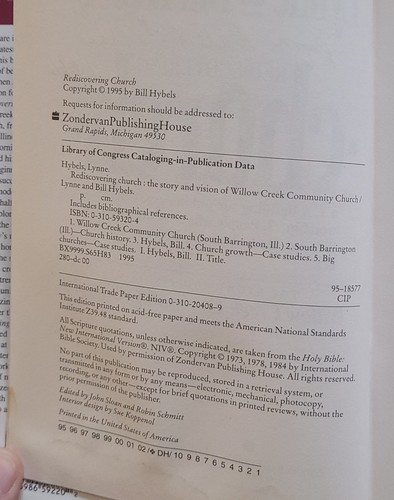 Rediscovering Church
Copyright © 1995 by Bill Hybels
Requests for information should be addressed to:
ZondervanPublishingHouse
Grand Rapids, Michigan 49530
Library of Congress Cataloging-in-Publication Data
Hybels, Lynne.
Rediscovering church : the story and vision of Willow Creek Community Church /
Lynne and Bill Hybels.
p. cm.
Includes bibliographical references.
ISBN: 0-310-59320-4
1. Willow Creek Community Church (South Barrington, Ill.) 2. South Barrington
(Ill.)—Church history. 3. Hybels, Bill. 4. Church growth—Case studies. 5. Big
churches—Case studies. I. Hybels, Bill. II. Title.
BX9999.S65H83 1995
280-dc 00
95-18577
CIP
International Trade Paper Edition 0-310-20408-9
This edition printed on acid-free paper and meets the American National Standards
Institute Z39.48 standard.
All Scripture quotations, unless otherwise indicated, are taken from the Holy Bible:
New International Version®. NIV®. Copyright © 1973, 1978, 1984 by International
Bible Society. Used by permission of Zondervan Publishing House. All rights reserved.
No part of this publication may be reproduced, stored in a retrieval system, or
transmitted in any form or by any means—electronic, mechanical, photocopy,
recording, or any other—except for brief quotations in printed reviews, without the
prior permission of the publisher.
Edited by John Sloan and Robin Schmitt
Interior design by Sue Koppenol
Printed in the United States of America
95 96 97 98 99 00 01 02/ DH/ 10 9 8 7 6 5 4 3 2 1